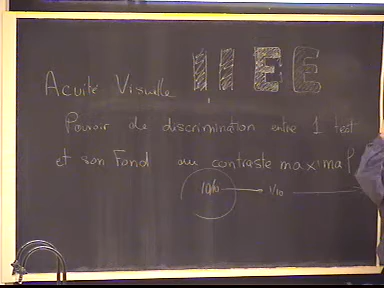 Acuité Visuelle E E
Pouvoir de discrimination entre 1 test
et son Fond au contraste maximal
10/10 1/10